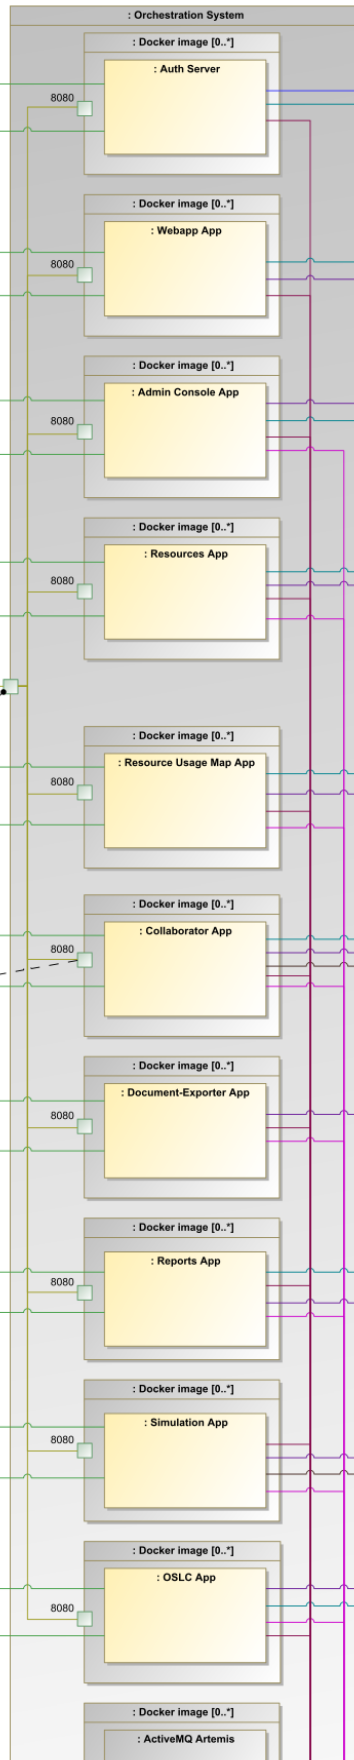 : Orchestration System
: Docker image [0..*]
: Auth Server
8080
: Docker image [0..*]
: Webapp App
8080
: Docker image [0..*]
: Admin Console App
8080
: Docker image [0..*]
: Resources App
8080
: Docker image [0..*]
: Resource Usage Map App
8080
: Docker image [0..*]
: Collaborator App
8080
: Docker image [0..*]
: Document-Exporter App
8080
: Docker image [0..*]
: Reports App
8080
: Docker image [0..*]
: Simulation App
8080
: Docker image [0..*]
: OSLC App
8080
: Docker image [0..*]
: ActiveMQ Artemis